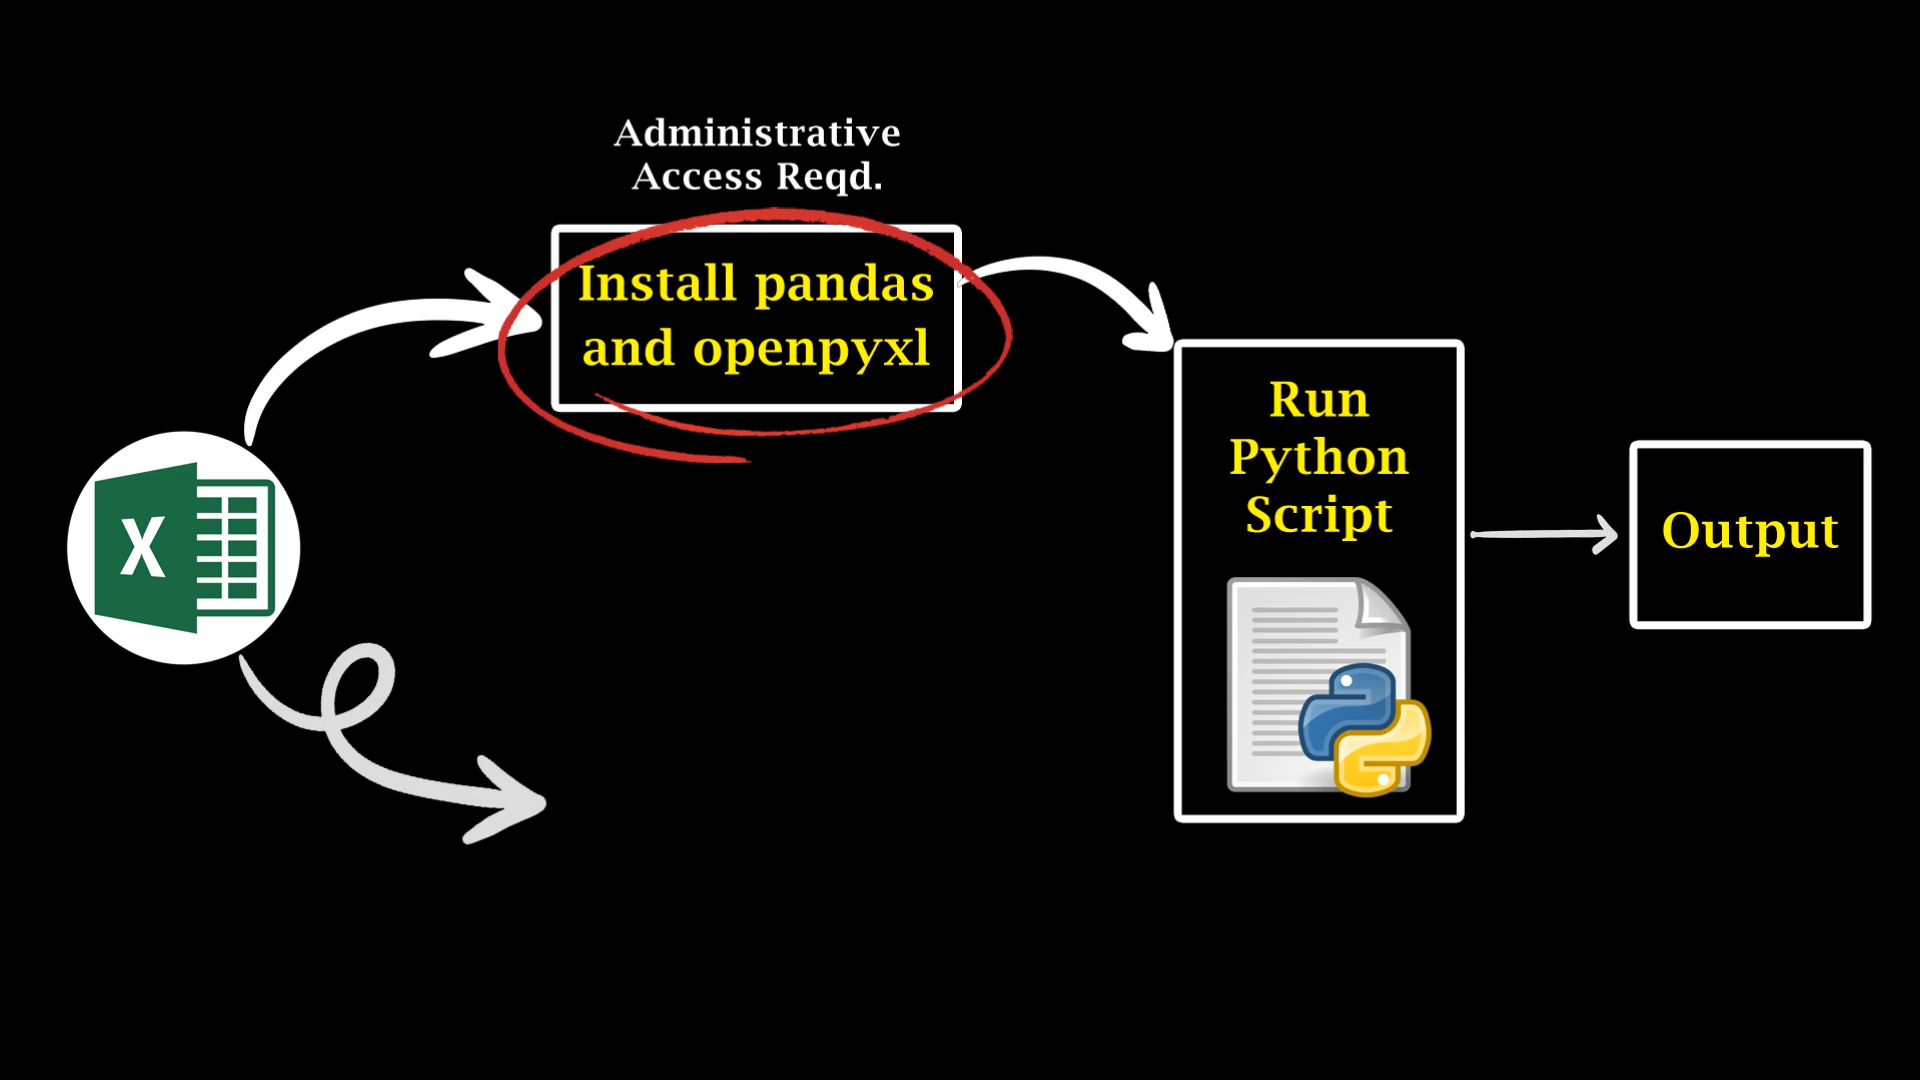 Administrative
Access Reqd.
Install pandas
and openpyxl
X
Run
Python
Script
Output